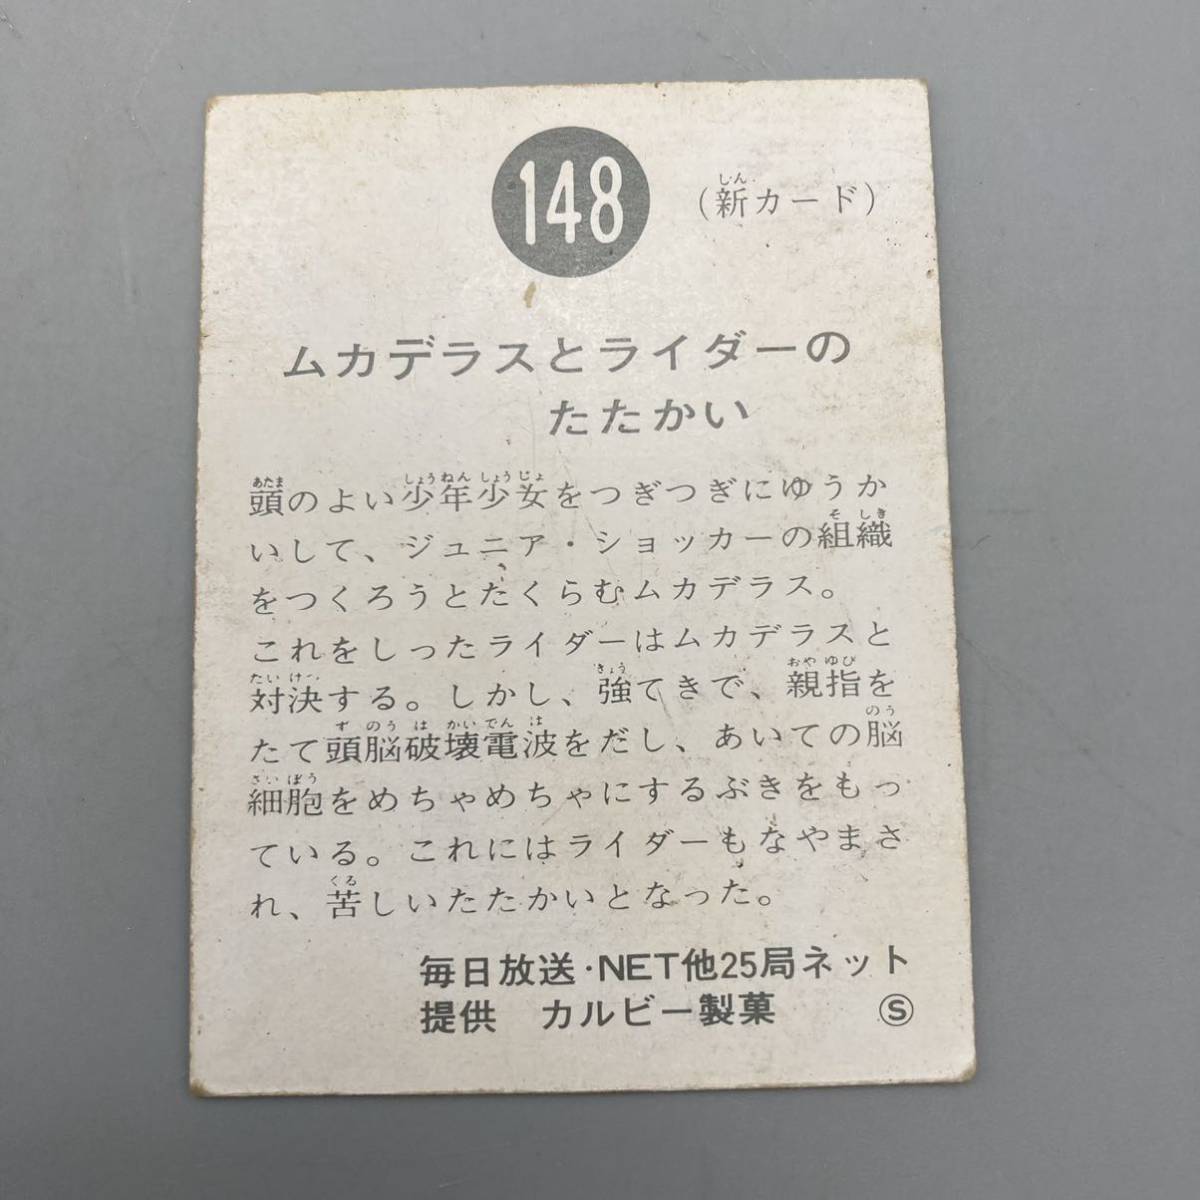 148 (新カード)
ムカデラスとライダーの
たたかい
頭のよい少年少女をつぎつぎにゆうか
いして、ジュニア・ショッカーの組織
をつくろうとたくらむムカデラス。
これをしったライダーはムカデラスと
対決する。しかし、強てきで、親指を
たて頭脳破壊電波をだし、あいての脳
細胞をめちゃめちゃにするぶきをもっ
ている。これにはライダーもなやまさ
れ、苦しいたたかいとなった。
毎日放送・NET他25局ネット
提供 カルビー製菓 Ⓢ